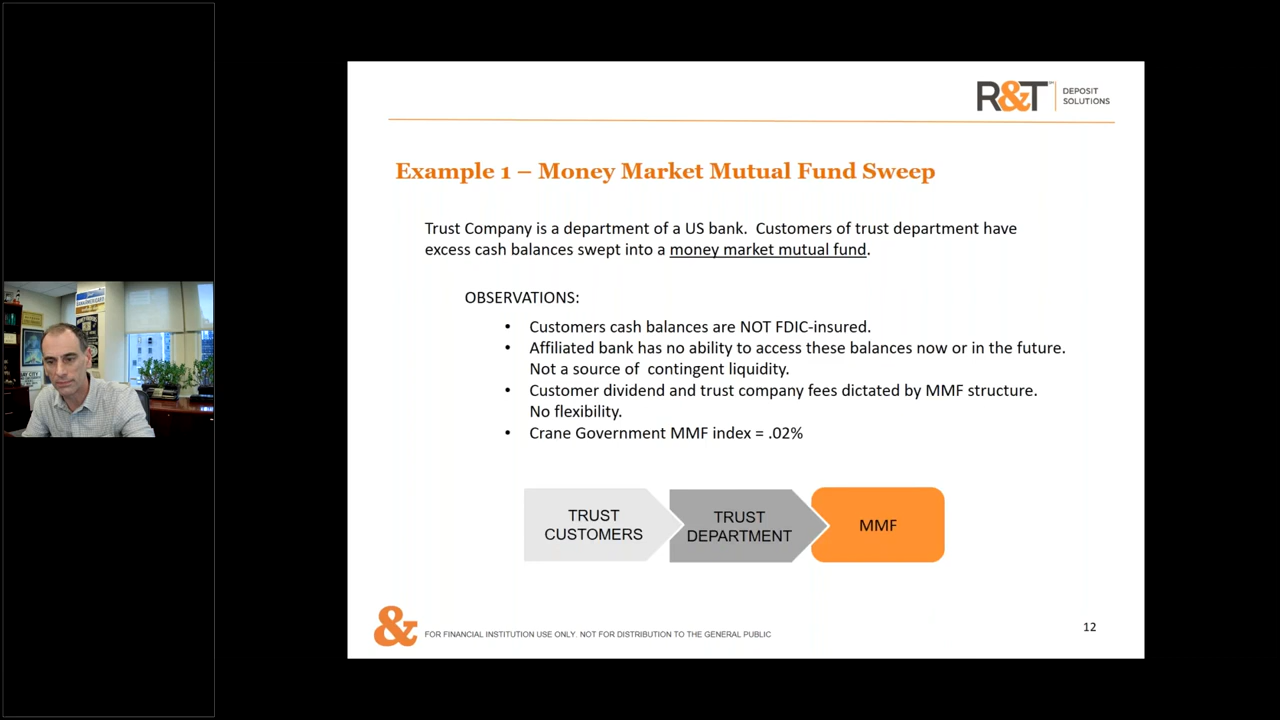 R&T DEPOSIT
SOLUTIONS
Example 1 – Money Market Mutual Fund Sweep
Trust Company is a department of a US bank.  Customers of trust department have
excess cash balances swept into a money market mutual fund.
OBSERVATIONS:
• Customers cash balances are NOT FDIC-insured.
• Affiliated bank has no ability to access these balances now or in the future.
Not a source of  contingent liquidity.
• Customer dividend and trust company fees dictated by MMF structure.
No flexibility.
• Crane Government MMF index = .02%
TRUST
CUSTOMERS
TRUST
DEPARTMENT
MMF
& FOR FINANCIAL INSTITUTION USE ONLY. NOT FOR DISTRIBUTION TO THE GENERAL PUBLIC
12